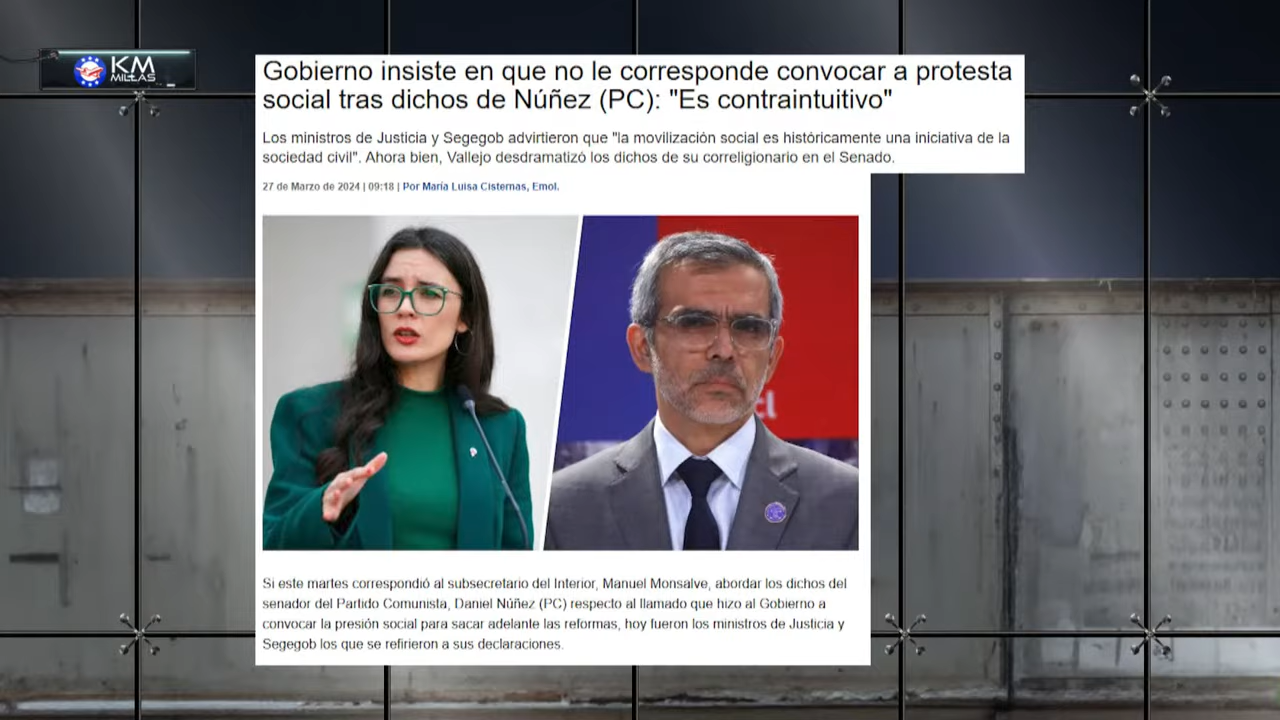 KM
MILLAS
Gobierno insiste en que no le corresponde convocar a protesta
social tras dichos de Núñez (PC): "Es contraintuitivo"
Los ministros de Justicia y Segegob advirtieron que "la movilización social es históricamente una iniciativa de la
sociedad civil". Ahora bien, Vallejo desdramatizó los dichos de su correligionario en el Senado.
27 de Marzo de 2024 | 09:18 | Por María Luisa Cisternas, Emol.
cl
Si este martes correspondió al subsecretario del Interior, Manuel Monsalve, abordar los dichos del
senador del Partido Comunista, Daniel Núñez (PC) respecto al llamado que hizo al Gobierno a
convocar la presión social para sacar adelante las reformas, hoy fueron los ministros de Justicia y
Segegob los que se refirieron a sus declaraciones.